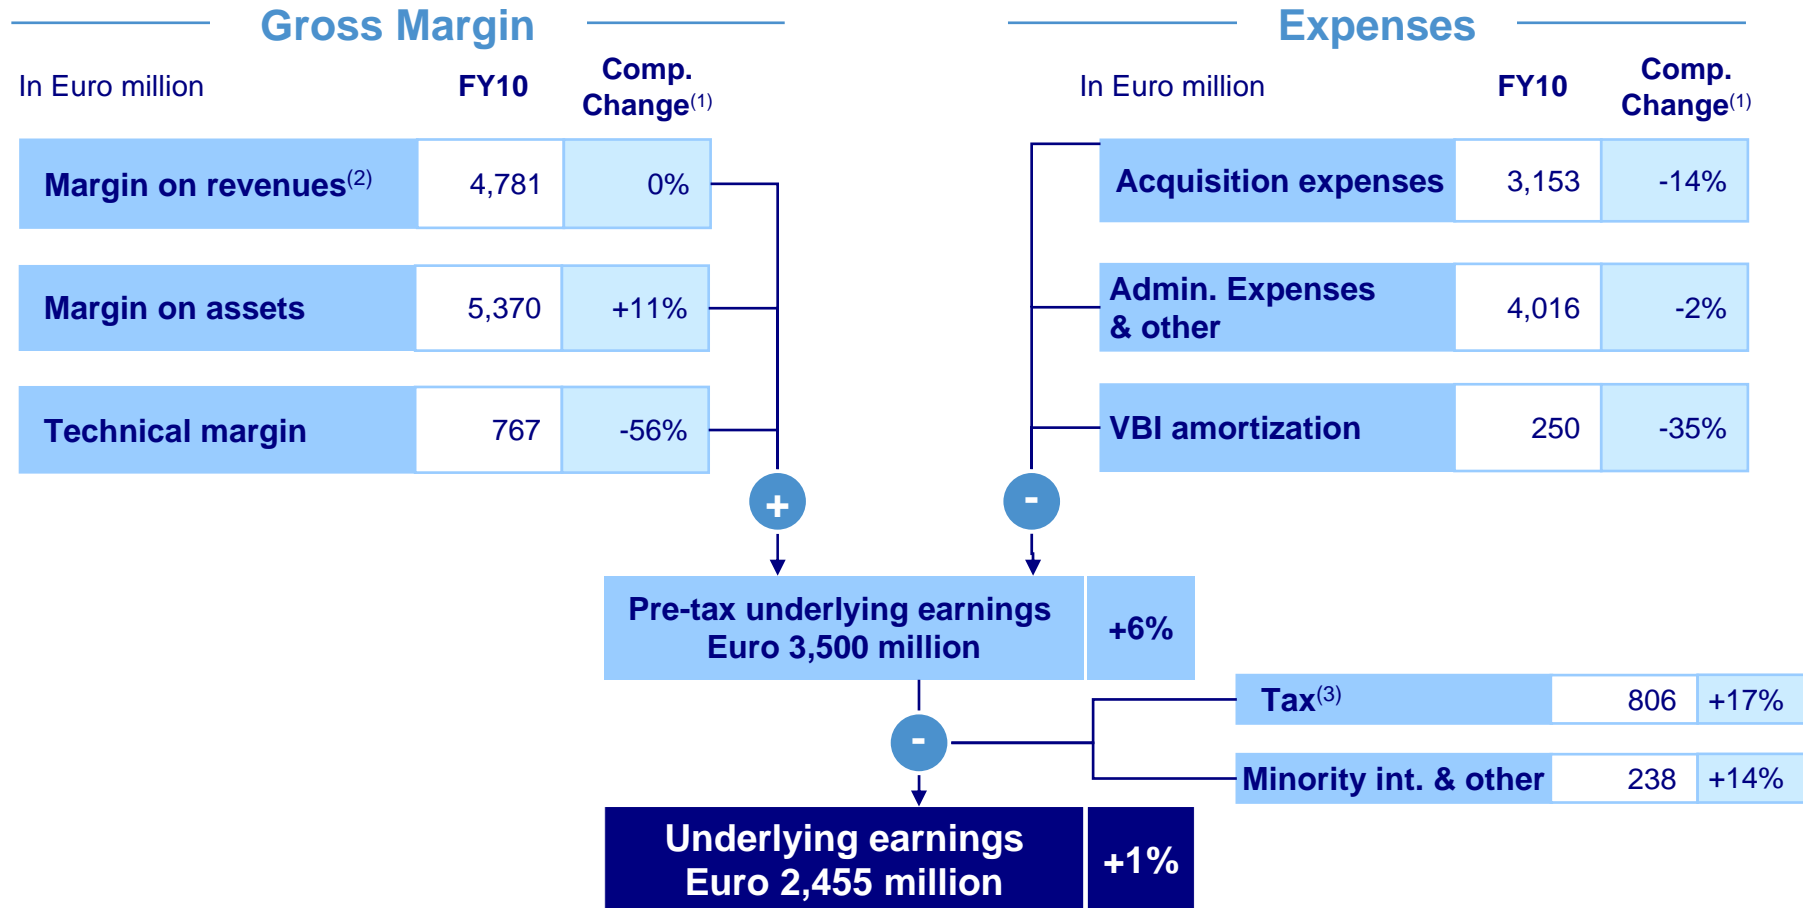 Gross Margin
In Euro million FY10 Comp. Change(1)
Margin on revenues(2) 4,781 0%
Margin on assets 5,370 +11%
Technical margin 767 -56%
+
Expenses
In Euro million FY10 Comp. Change(1)
Acquisition expenses 3,153 -14%
Admin. Expenses
& other 4,016 -2%
VBI amortization 250 -35%
-
Pre-tax underlying earnings
Euro 3,500 million
+6%
-
Tax(3) 806 +17%
Minority int. & other 238 +14%
Underlying earnings
Euro 2,455 million
+1%